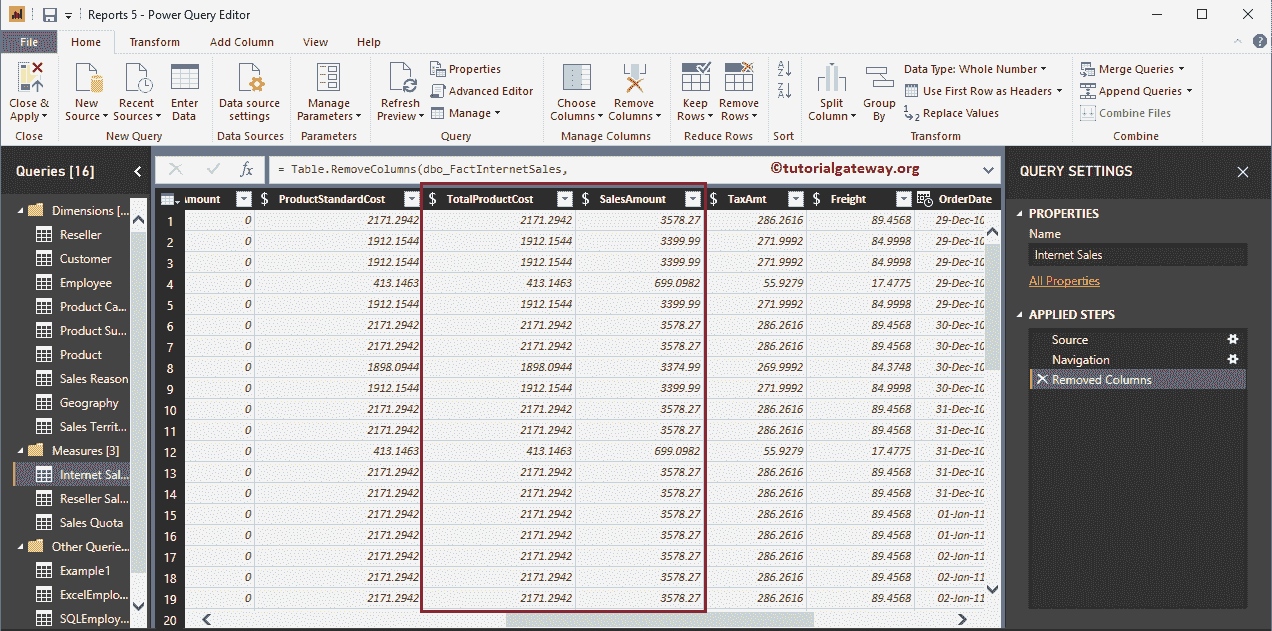 Reports 5 - Power Query Editor
File Home Transform Add Column View Help
Close & Apply
New Source
Recent Sources
Enter Data
Data source settings
Manage Parameters
Refresh Preview
Properties
Advanced Editor
Manage
Choose Columns
Remove Columns
Keep Rows
Remove Rows
Split Column
Group By
Data Type: Whole Number
Use First Row as Headers
Replace Values
Merge Queries
Append Queries
Combine Files
Close New Query Data Sources Parameters Query Manage Columns Reduce Rows Sort Transform Combine
Queries [16]
Dimensions [...
Reseller
Customer
Employee
Product Ca...
Product Su...
Product
Sales Reason
Geography
Sales Territ...
Measures [3]
Internet Sal...
Reseller Sal...
Sales Quota
Other Querie...
Example1
ExcelEmplo...
SQLEmploy...
fx = Table.RemoveColumns(dbo_FactInternetSales,
©tutorialgateway.org
amount $ ProductStandardCost $ TotalProductCost $ SalesAmount $ TaxAmt $ Freight OrderDate
1 0 2171.2942 2171.2942 3578.27 286.2616 89.4568 29-Dec-10
2 0 1912.1544 1912.1544 3399.99 271.9992 84.9998 29-Dec-10
3 0 1912.1544 1912.1544 3399.99 271.9992 84.9998 29-Dec-10
4 0 413.1463 413.1463 699.0982 55.9279 17.4775 29-Dec-10
5 0 1912.1544 1912.1544 3399.99 271.9992 84.9998 29-Dec-10
6 0 2171.2942 2171.2942 3578.27 286.2616 89.4568 30-Dec-10
7 0 2171.2942 2171.2942 3578.27 286.2616 89.4568 30-Dec-10
8 0 1898.0944 1898.0944 3374.99 269.9992 84.3748 30-Dec-10
9 0 1912.1544 1912.1544 3399.99 271.9992 84.9998 30-Dec-10
10 0 2171.2942 2171.2942 3578.27 286.2616 89.4568 31-Dec-10
11 0 2171.2942 2171.2942 3578.27 286.2616 89.4568 31-Dec-10
12 0 413.1463 413.1463 699.0982 55.9279 17.4775 31-Dec-10
13 0 2171.2942 2171.2942 3578.27 286.2616 89.4568 31-Dec-10
14 0 2171.2942 2171.2942 3578.27 286.2616 89.4568 31-Dec-10
15 0 2171.2942 2171.2942 3578.27 286.2616 89.4568 01-Jan-11
16 0 2171.2942 2171.2942 3578.27 286.2616 89.4568 01-Jan-11
17 0 2171.2942 2171.2942 3578.27 286.2616 89.4568 02-Jan-11
18 0 2171.2942 2171.2942 3578.27 286.2616 89.4568 02-Jan-11
19 0 2171.2942 2171.2942 3578.27 286.2616 89.4568 02-Jan-11
20
QUERY SETTINGS
PROPERTIES
Name
Internet Sales
All Properties
APPLIED STEPS
Source
Navigation
Removed Columns